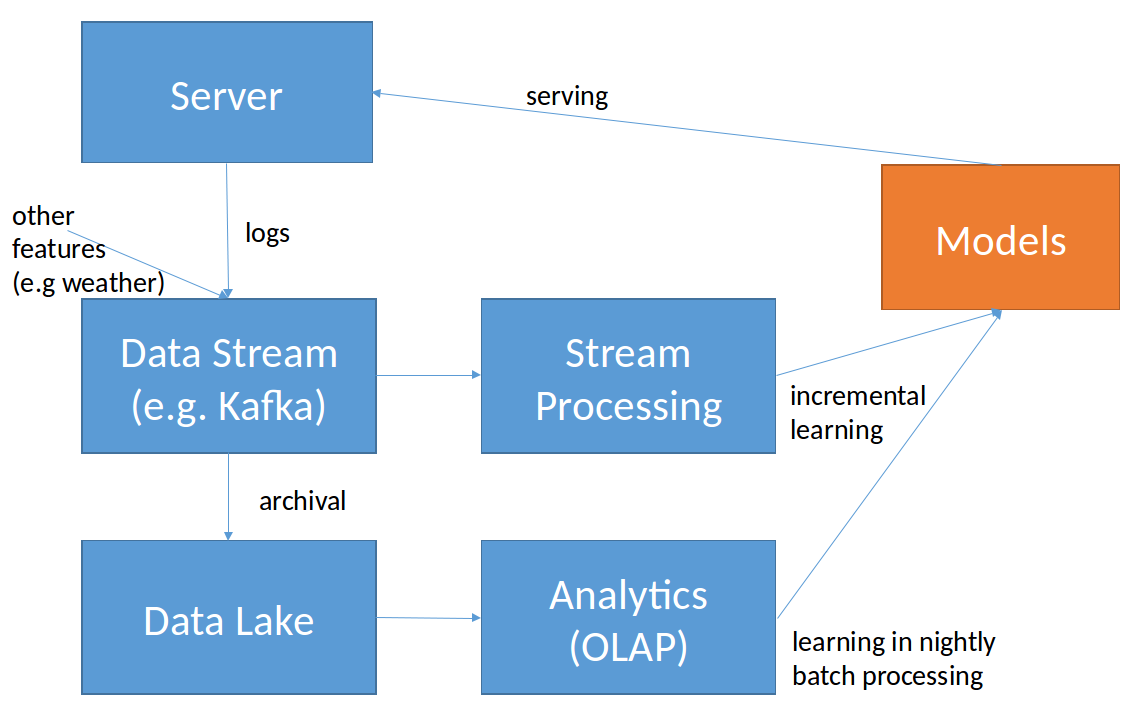 Server
serving
other
features
(e.g weather)
logs
Models
Data Stream
(e.g. Kafka)
Stream
Processing
incremental
learning
archival
Data Lake
Analytics
(OLAP)
learning in nightly
batch processing